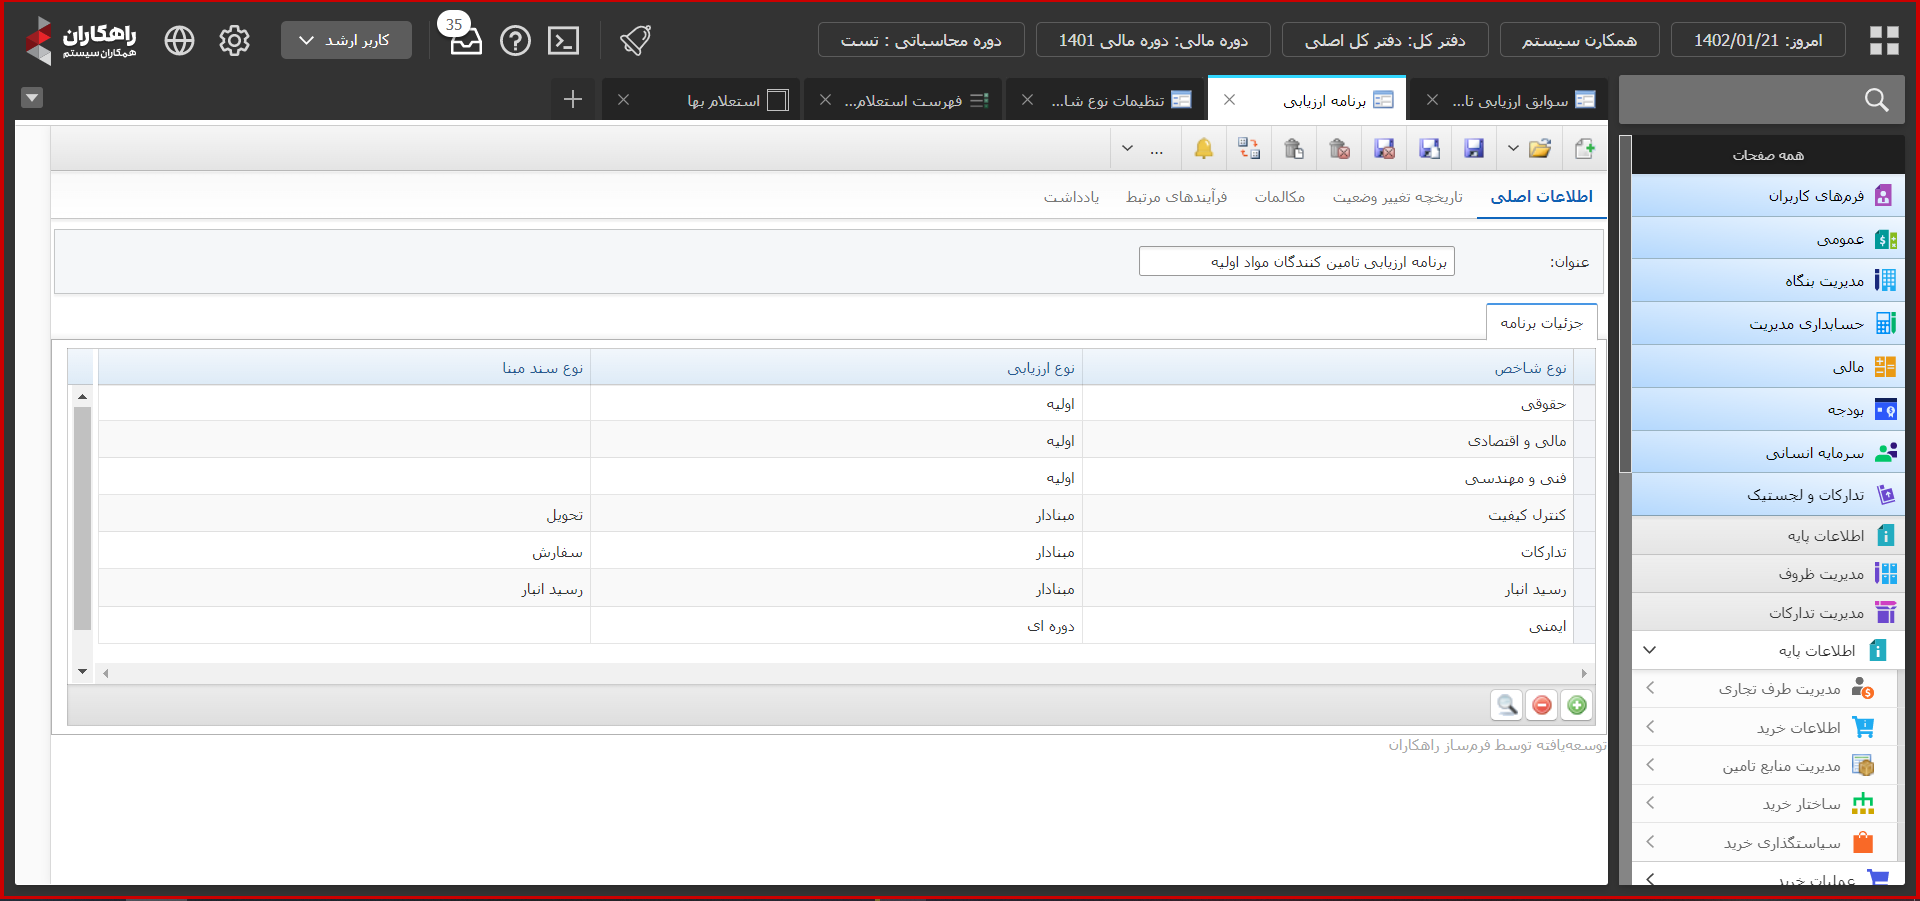 امروز: 1402/01/21
همکاران سیستم
دفتر کل: دفتر کل اصلی
دوره مالی: دوره مالی 1401
دوره محاسباتی : تست
35
کاربر ارشد
راهکاران
همکاران سیستم
سوابق ارزیابی تا...
برنامه ارزیابی
تنظیمات نوع شا...
فهرست استعلام...
استعلام بها
...
اطلاعات اصلی
تاریخچه تغییر وضعیت
مکالمات
فرآیندهای مرتبط
یادداشت
عنوان:
برنامه ارزیابی تامین کنندگان مواد اولیه
جزئیات برنامه
نوع شاخص نوع ارزیابی نوع سند مبنا
حقوقی اولیه
مالی و اقتصادی اولیه
فنی و مهندسی اولیه
کنترل کیفیت مبنادار تحویل
تدارکات مبنادار سفارش
رسید انبار مبنادار رسید انبار
ایمنی دوره ای
توسعه‌یافته توسط فرم‌ساز راهکاران
همه صفحات
فرم‌های کاربران
عمومی
مدیریت بنگاه
حسابداری مدیریت
مالی
بودجه
سرمایه انسانی
تدارکات و لجستیک
اطلاعات پایه
مدیریت ظروف
مدیریت تدارکات
اطلاعات پایه
مدیریت طرف تجاری
اطلاعات خرید
مدیریت منابع تامین
ساختار خرید
سیاستگذاری خرید
عملیات خرید